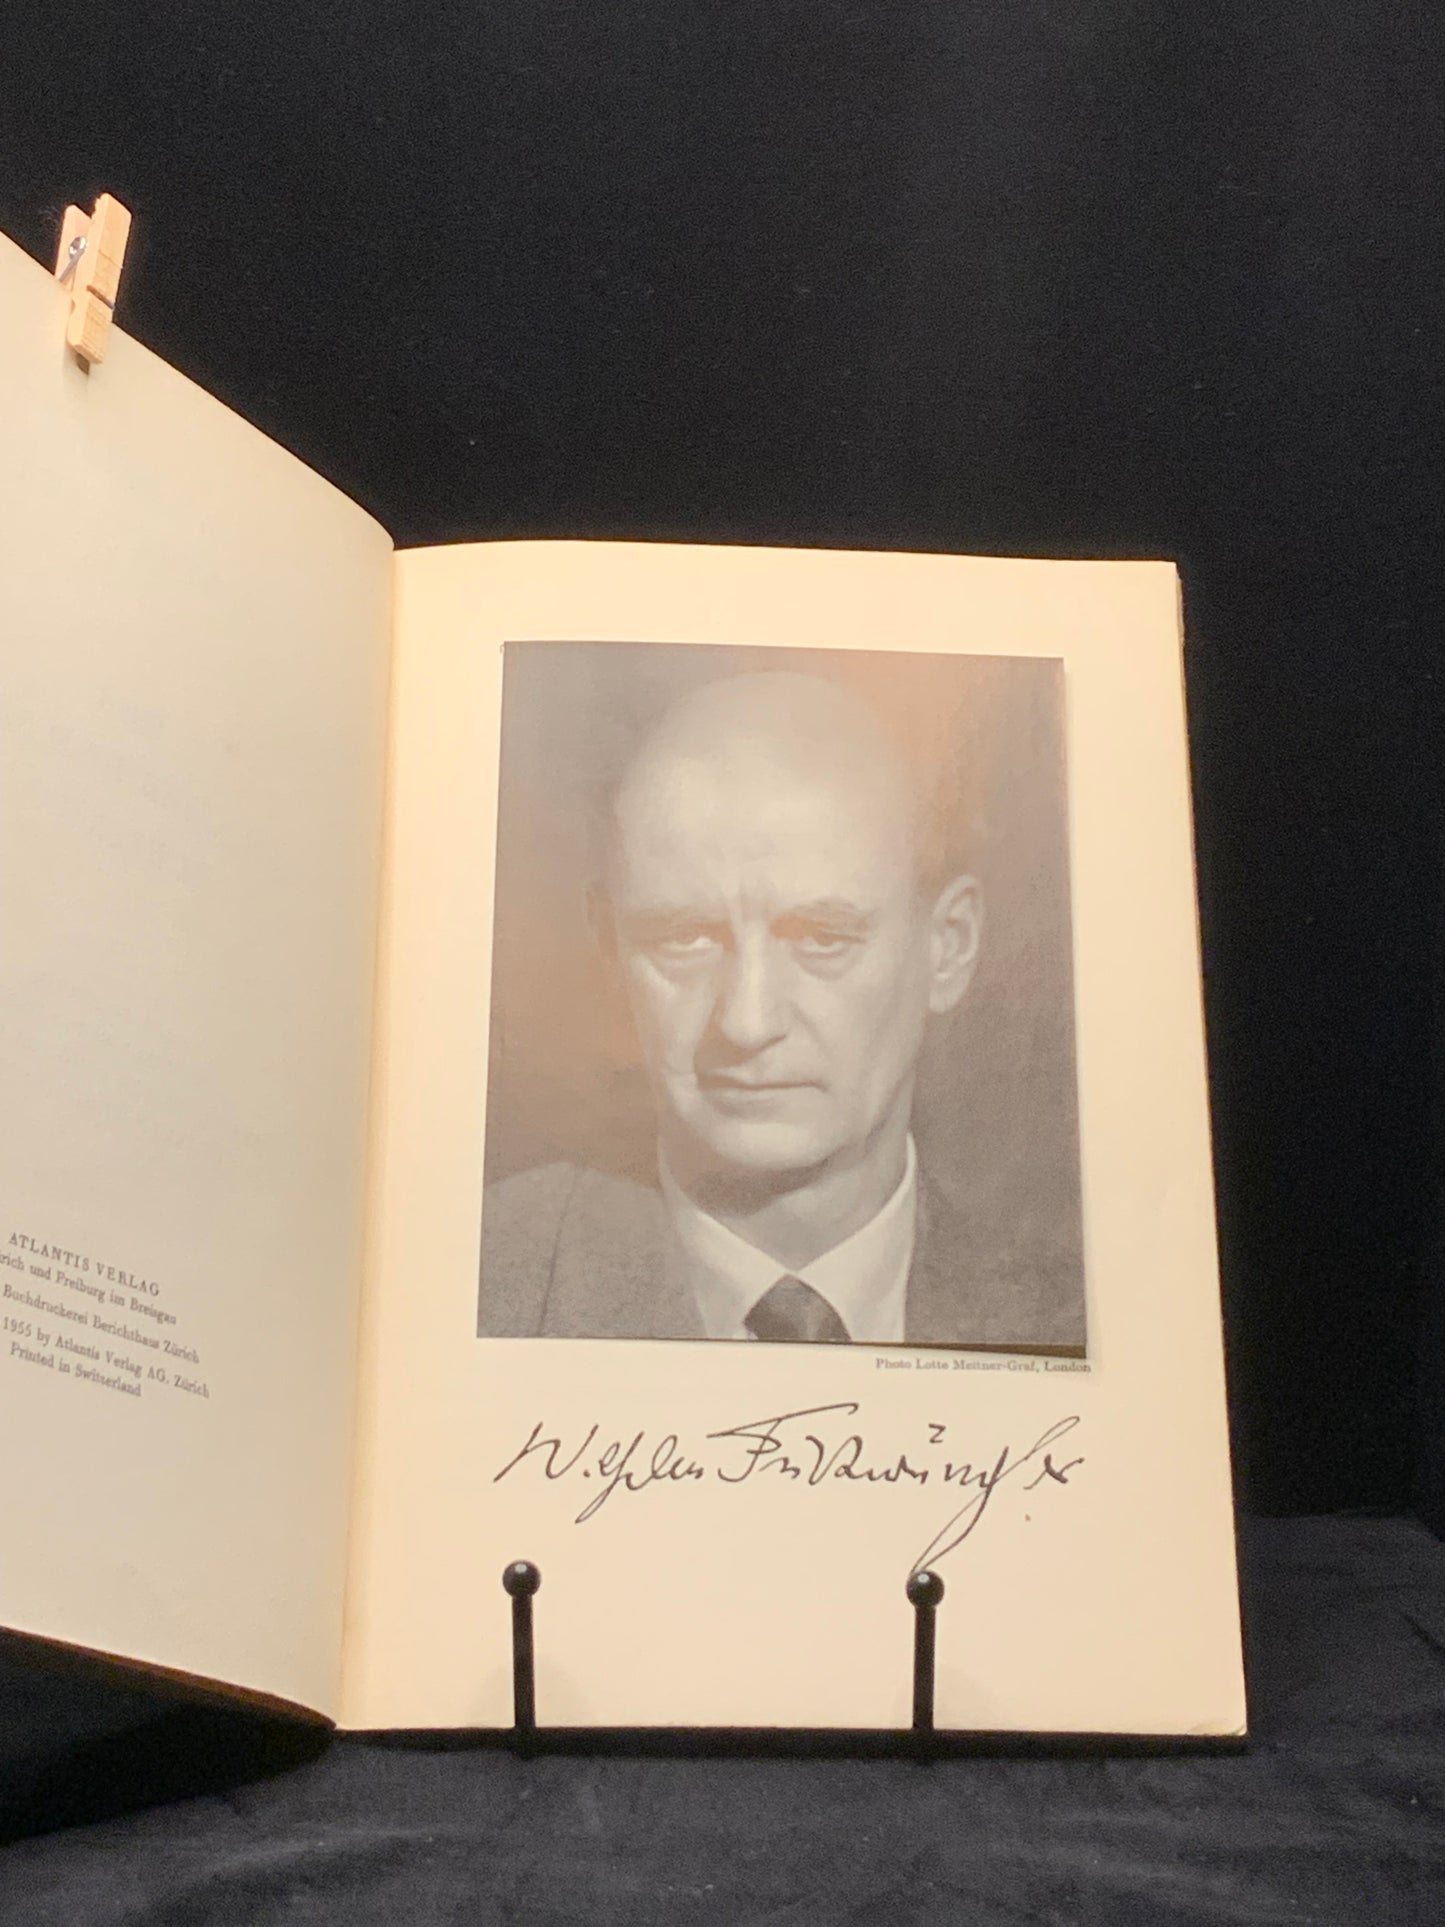 ATLANTIS VERLAG
rich und Freiburg im Breisgau
Buchdruckerei Berichthaus Zürich
1955 by Atlantis Verlag AG, Zürich
Printed in Switzerland
Photo Lotte Meitner-Graf, London
Wilhelm Furtwängler